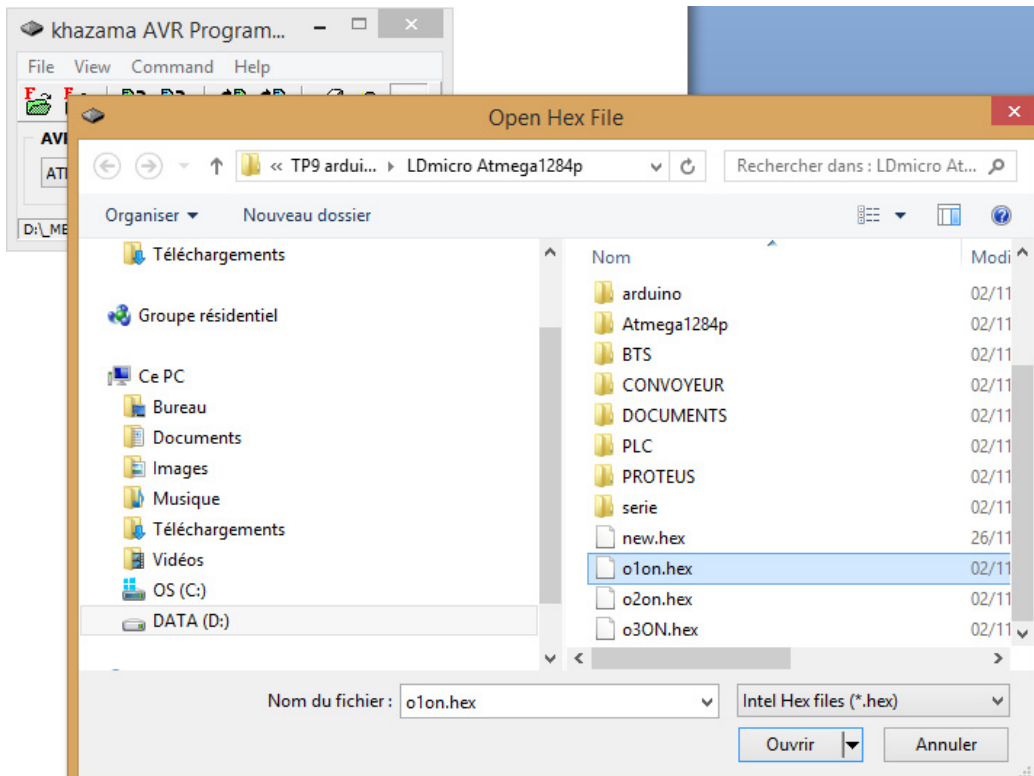 khazama AVR Program...
File View Command Help
AVI
ATI
D:\_ME
Open Hex File
« TP9 ardui... LDmicro Atmega1284p
Rechercher dans : LDmicro At...
Organiser Nouveau dossier
Téléchargements
Groupe résidentiel
Ce PC
Bureau
Documents
Images
Musique
Téléchargements
Vidéos
OS (C:)
DATA (D:)
Nom Modi
arduino 02/11
Atmega1284p 02/11
BTS 02/11
CONVOYEUR 02/11
DOCUMENTS 02/11
PLC 02/11
PROTEUS 02/11
serie 02/11
new.hex 26/11
o1on.hex 02/11
o2on.hex 02/11
o3ON.hex 02/11
Nom du fichier : o1on.hex Intel Hex files (*.hex)
Ouvrir Annuler